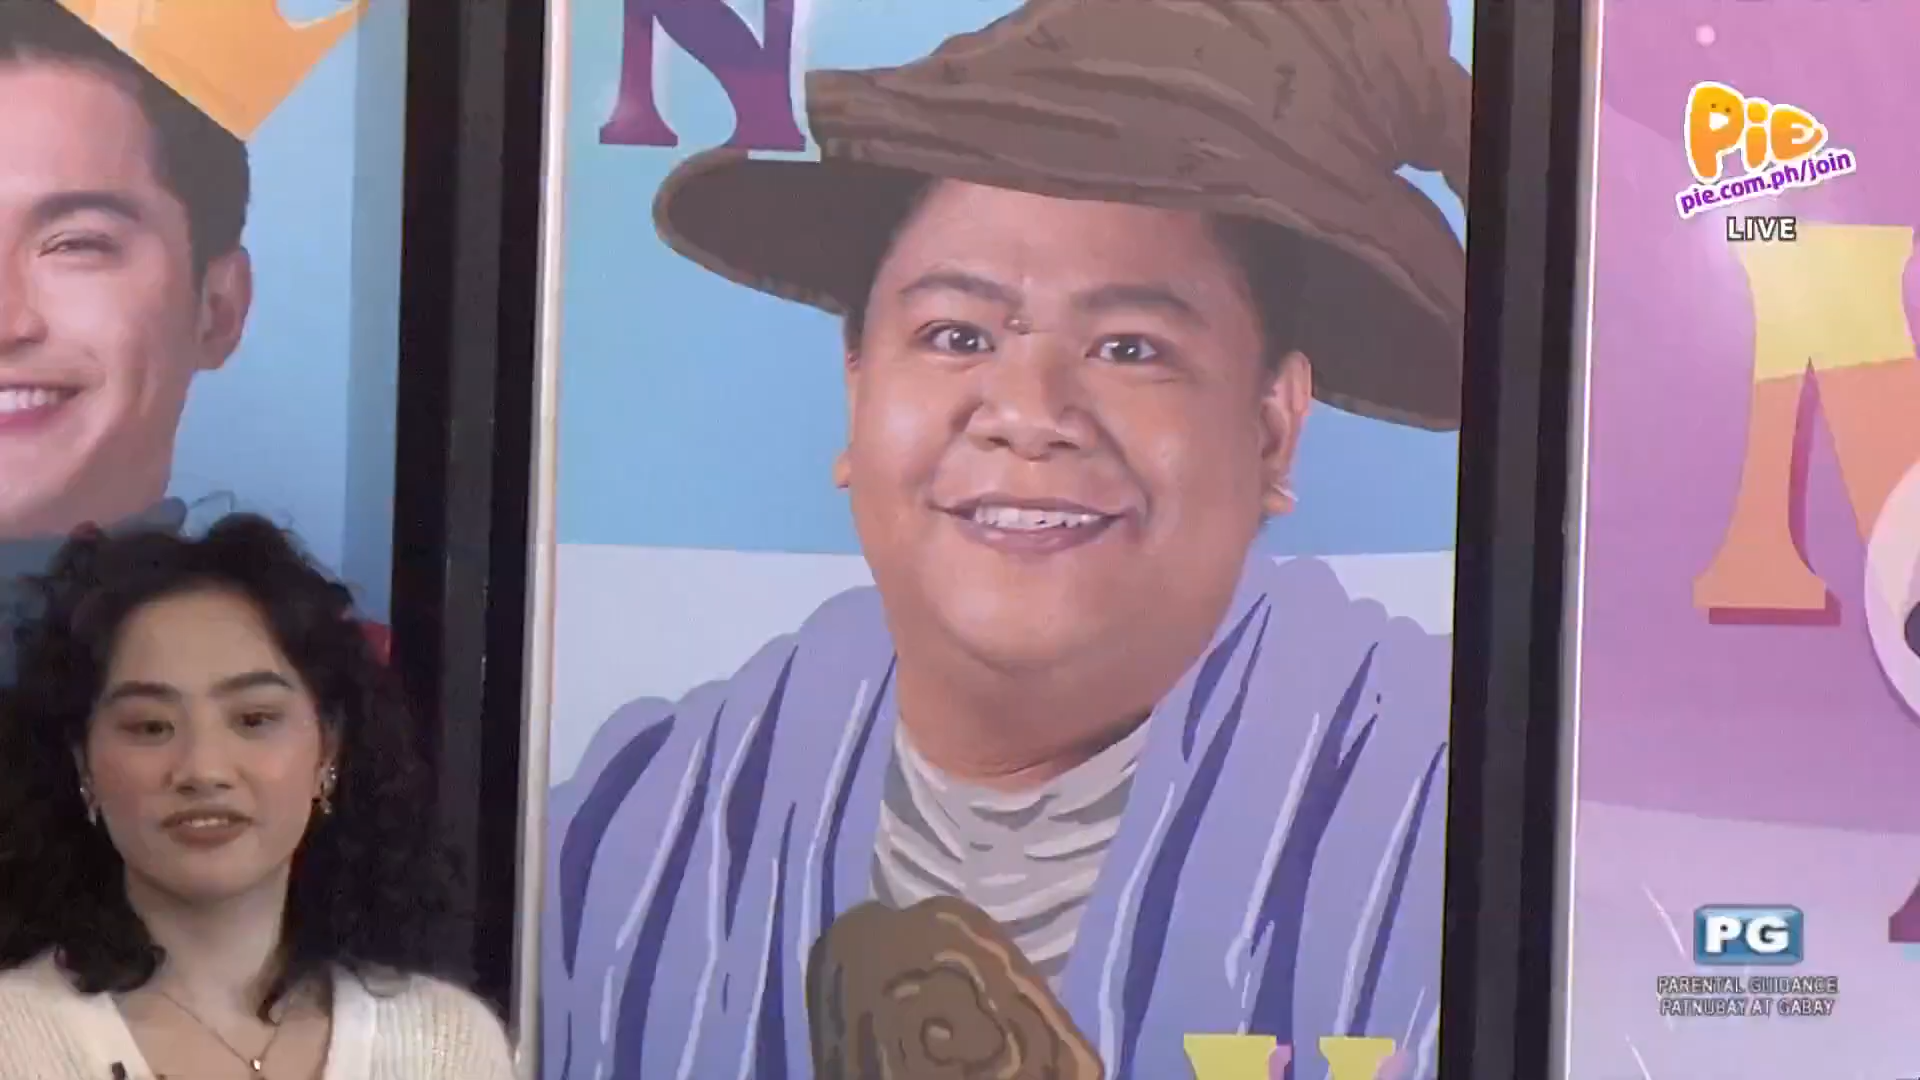 N
Pie
pie.com.ph/join
LIVE
N
PG
PARENTAL GUIDANCE
PATNUBAY AT GABAY